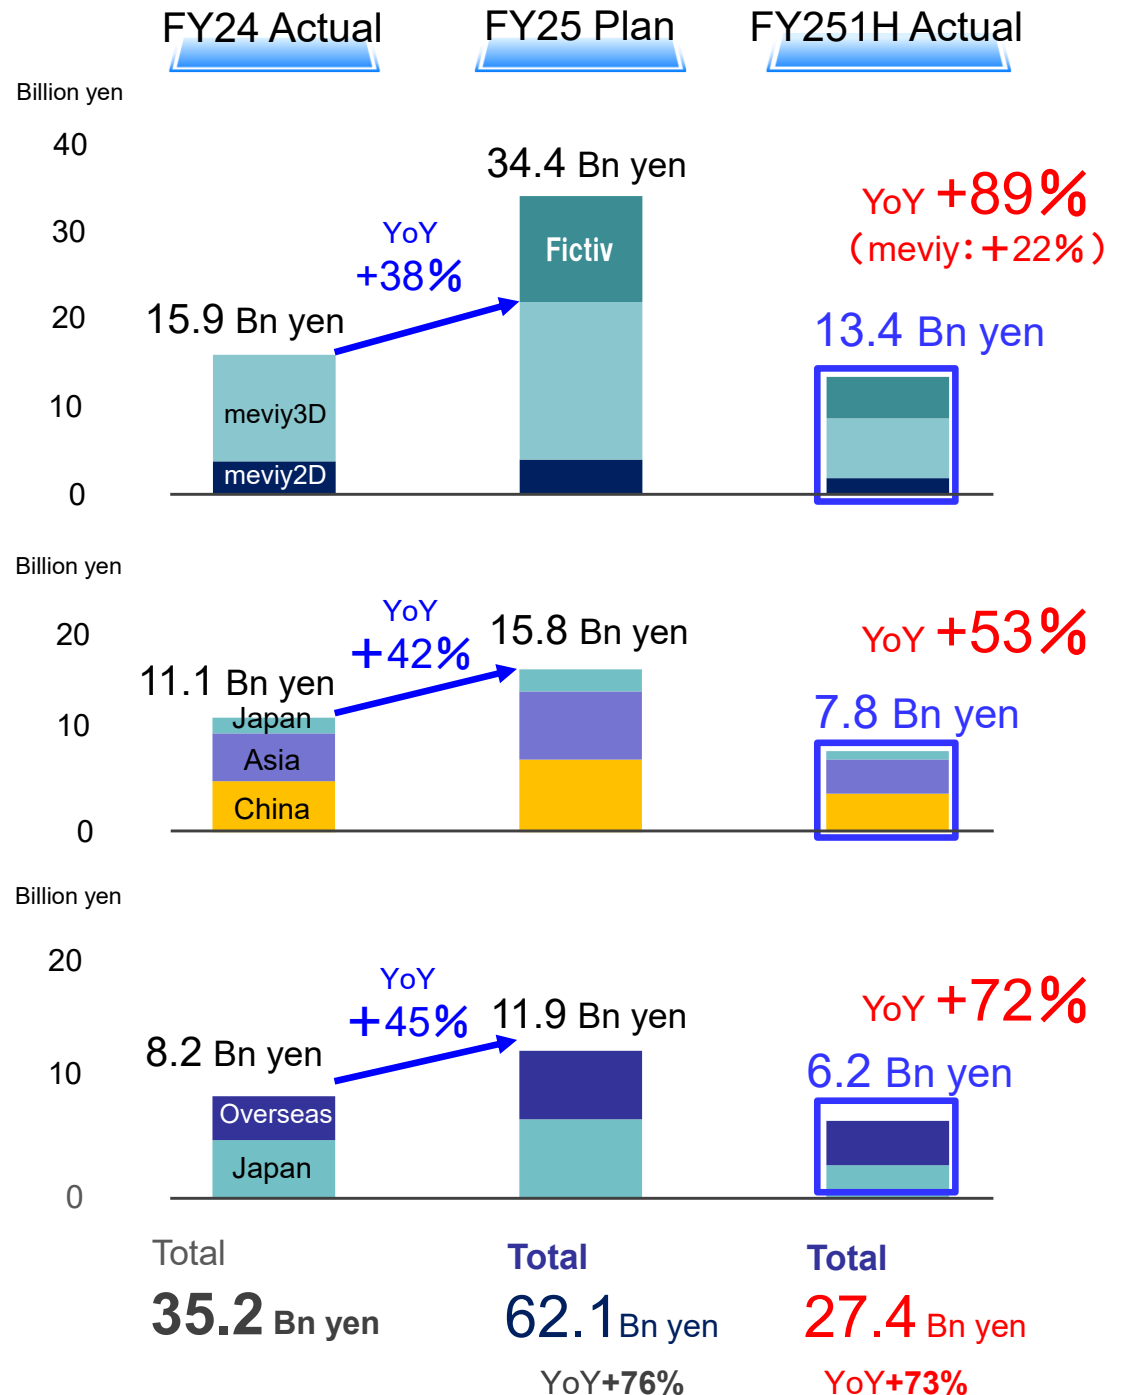 FY24 Actual
FY25 Plan
FY251H Actual
Billion yen
40
30
20
10
0
15.9 Bn yen
YoY
+38%
34.4 Bn yen
Fictiv
meviy3D
meviy2D
YoY +89%
(meviy:+22%)
13.4 Bn yen
Billion yen
20
10
0
11.1 Bn yen
YoY
+42%
15.8 Bn yen
Japan
Asia
China
YoY +53%
7.8 Bn yen
Billion yen
20
10
0
8.2 Bn yen
YoY
+45%
11.9 Bn yen
Overseas
Japan
YoY +72%
6.2 Bn yen
Total
35.2 Bn yen
Total
62.1Bn yen
YoY+76%
Total
27.4 Bn yen
YoY+73%